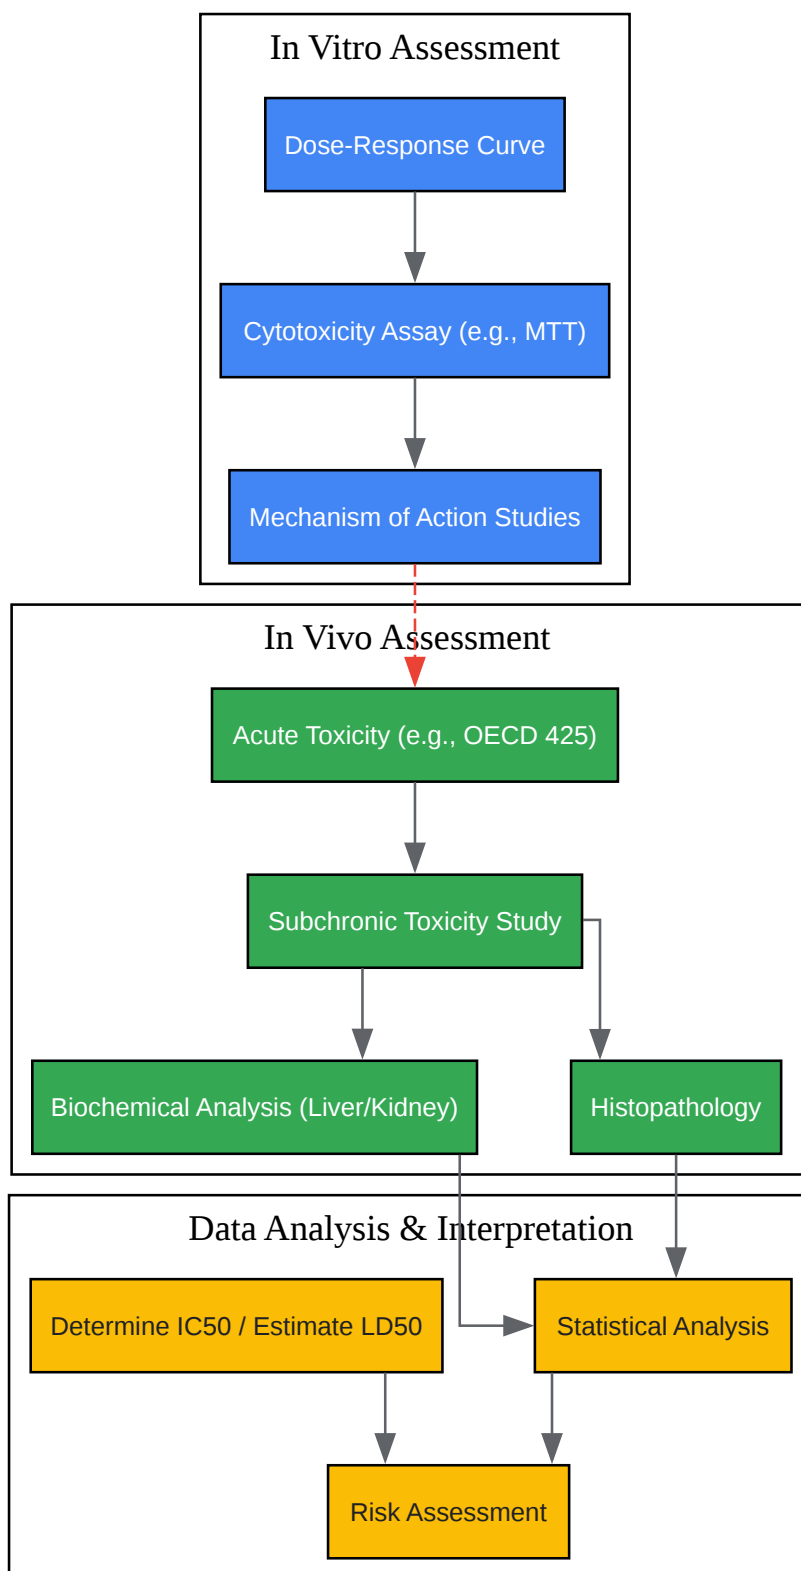 In Vitro Assessment
Dose-Response Curve
Cytotoxicity Assay (e.g., MTT)
Mechanism of Action Studies
In Vivo Assessment
Acute Toxicity (e.g., OECD 425)
Subchronic Toxicity Study
Biochemical Analysis (Liver/Kidney)
Histopathology
Data Analysis & Interpretation
Determine IC50 / Estimate LD50
Statistical Analysis
Risk Assessment